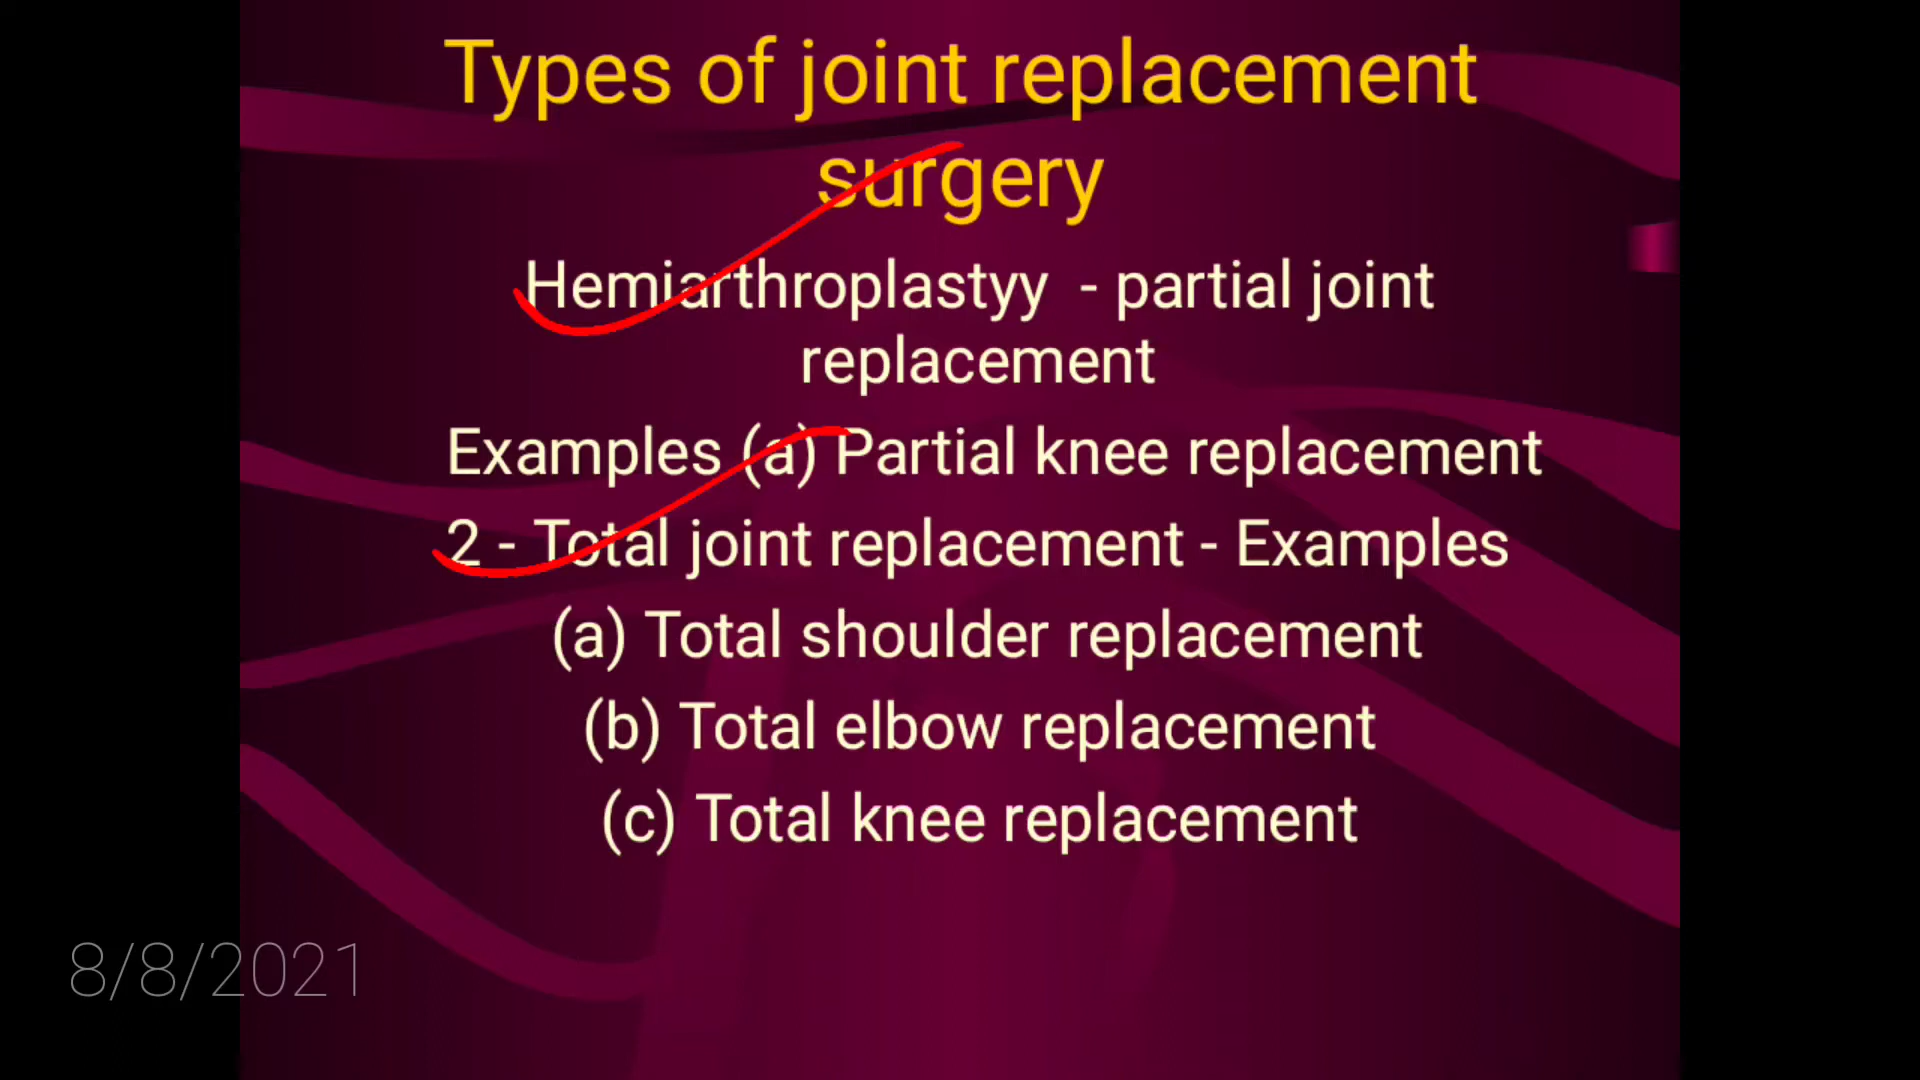 Types of joint replacement
surgery
Hemiarthroplastyy - partial joint
replacement
Examples (a) Partial knee replacement
2 - Total joint replacement - Examples
(a) Total shoulder replacement
(b) Total elbow replacement
(c) Total knee replacement
8/8/2021